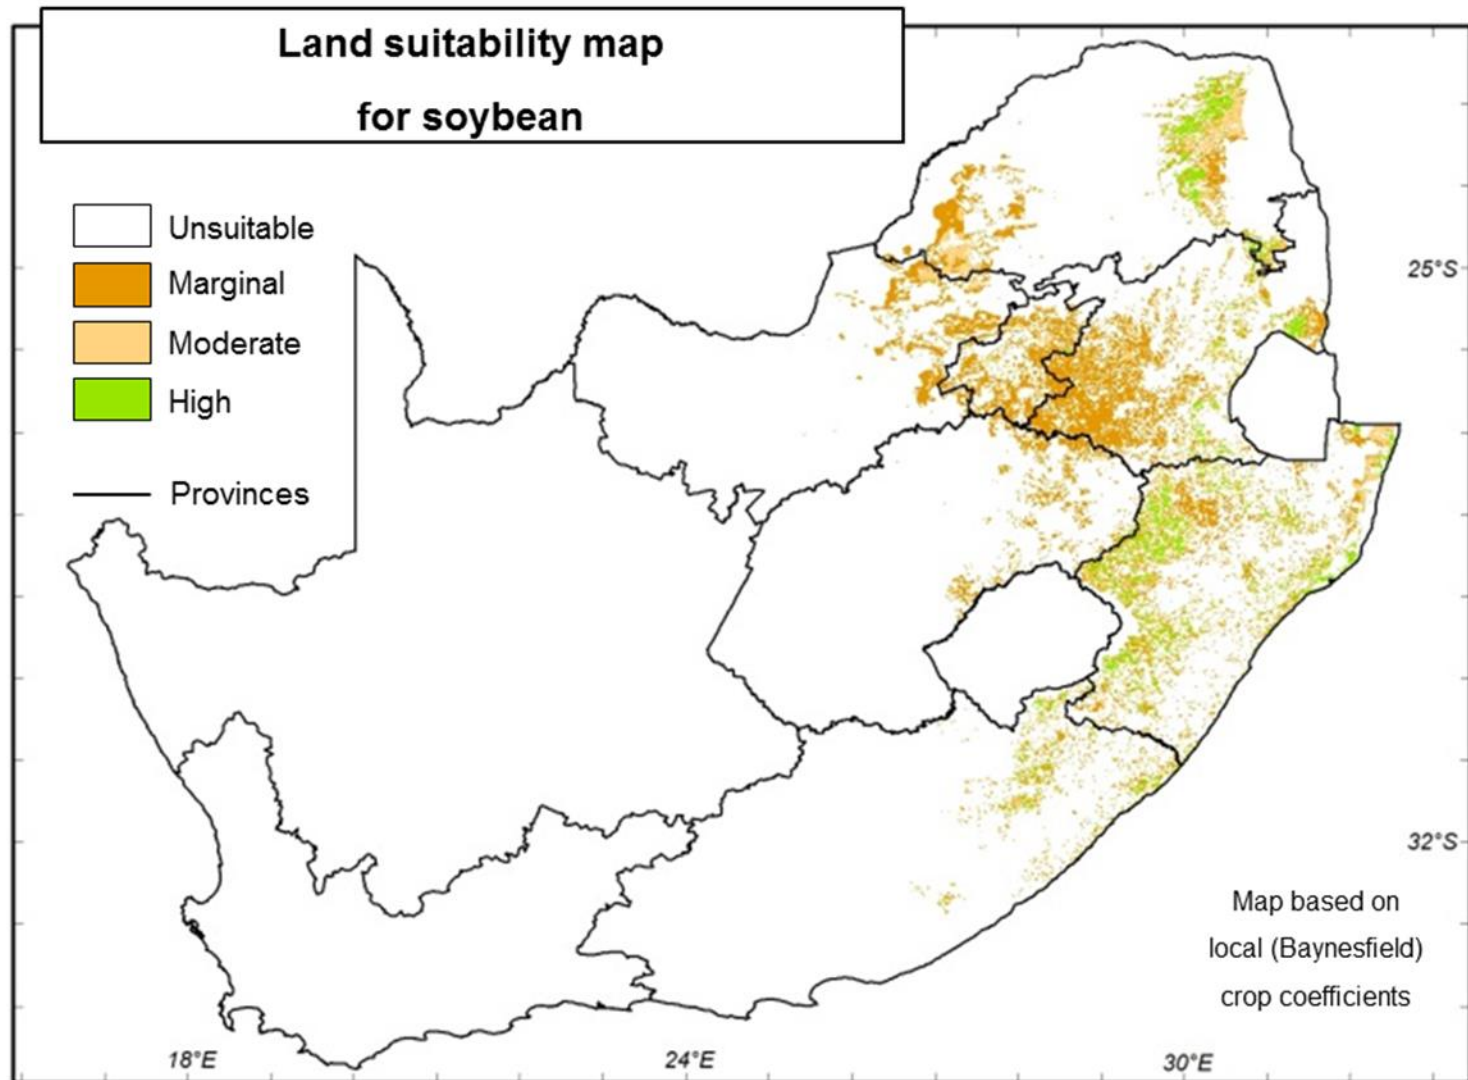 Land suitability map
for soybean
Unsuitable
Marginal
Moderate
High
Provinces
25°S
32°S
Map based on
local (Baynesfield)
crop coefficients
18°E
24°E
30°E